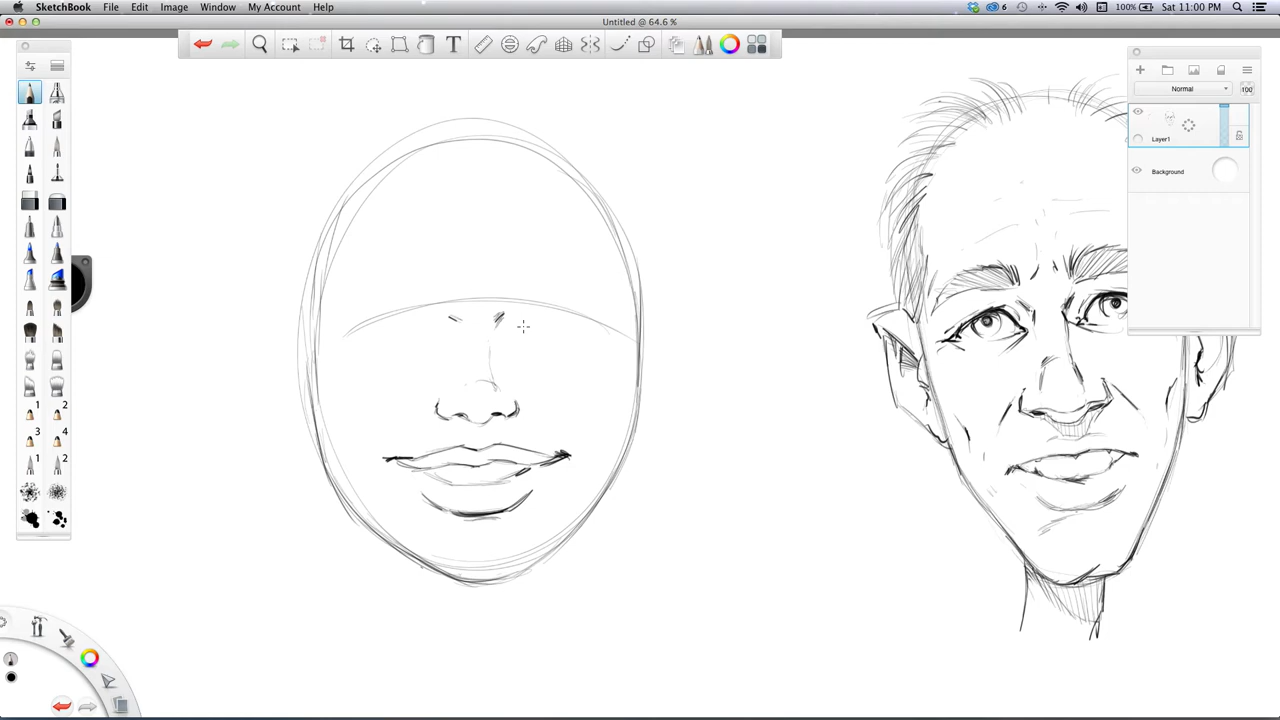 SketchBook File Edit Image Window My Account Help 6 100% Sat 11:00 PM
Untitled @ 64.6 %
T
Normal 100
Layer1
Background
1 2
3 4
1 2